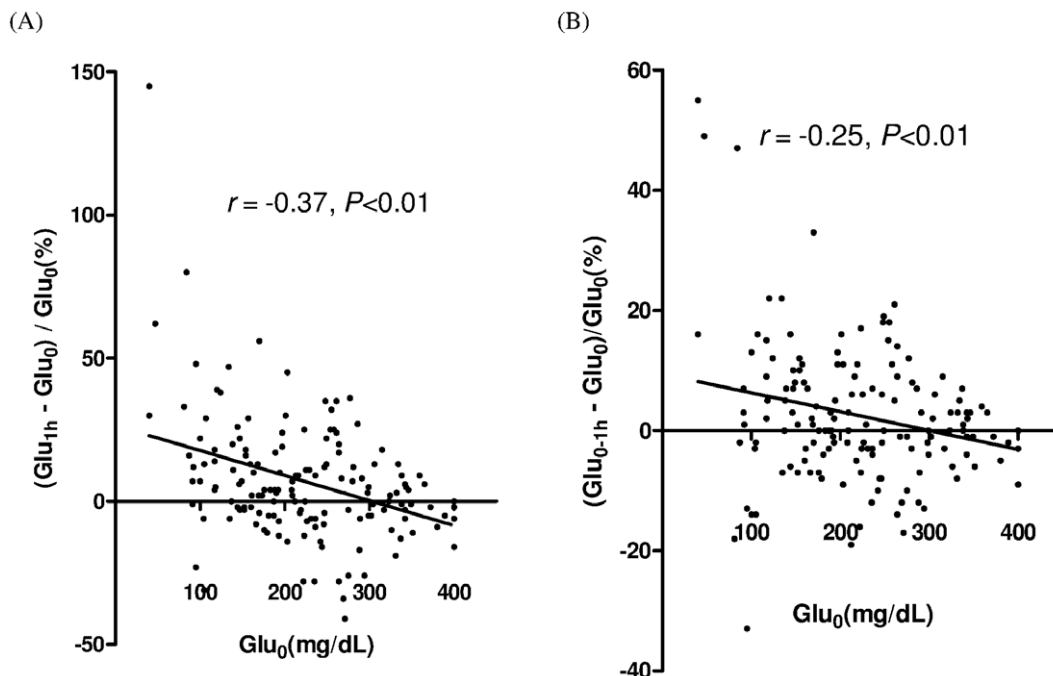 (A)
(Glu1h - Glu0) / Glu0(%)
150
100
50
0
-50
r = -0.37, P<0.01
100 200 300 400
Glu0(mg/dL)
(B)
(Glu0-1h - Glu0)/Glu0(%)
60
40
20
0
-20
-40
r = -0.25, P<0.01
100 200 300 400
Glu0(mg/dL)